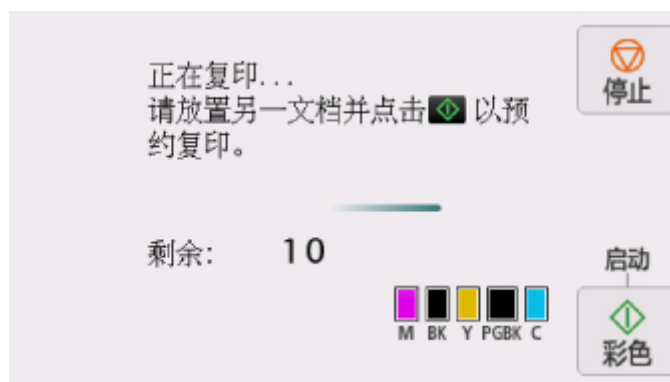 正在复印...
请放置另一文档并点击 以预
约复印。
停止
剩余: 10
启动
M BK Y PGBK C
彩色